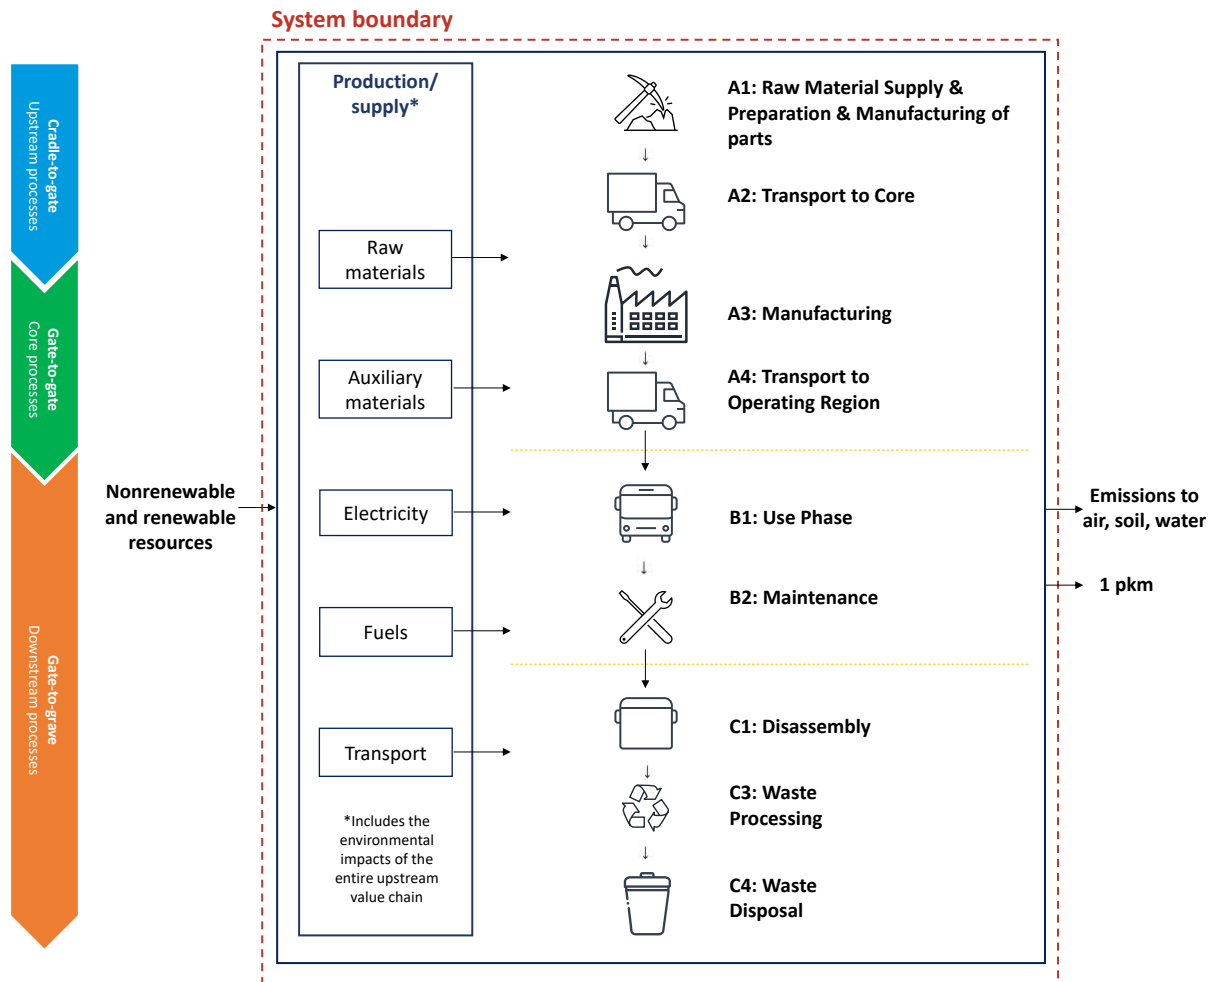 System boundary
Cradle-to-gate
Upstream processes
Gate-to-gate
Core processes
Gate-to-grave
Downstream processes
Nonrenewable
and renewable
resources
Production/
supply*
Raw
materials
Auxiliary
materials
Electricity
Fuels
Transport
*Includes the
environmental
impacts of the
entire upstream
value chain
A1: Raw Material Supply &
Preparation & Manufacturing of
parts
A2: Transport to Core
A3: Manufacturing
A4: Transport to
Operating Region
B1: Use Phase
B2: Maintenance
C1: Disassembly
C3: Waste
Processing
C4: Waste
Disposal
Emissions to
air, soil, water
1 pkm